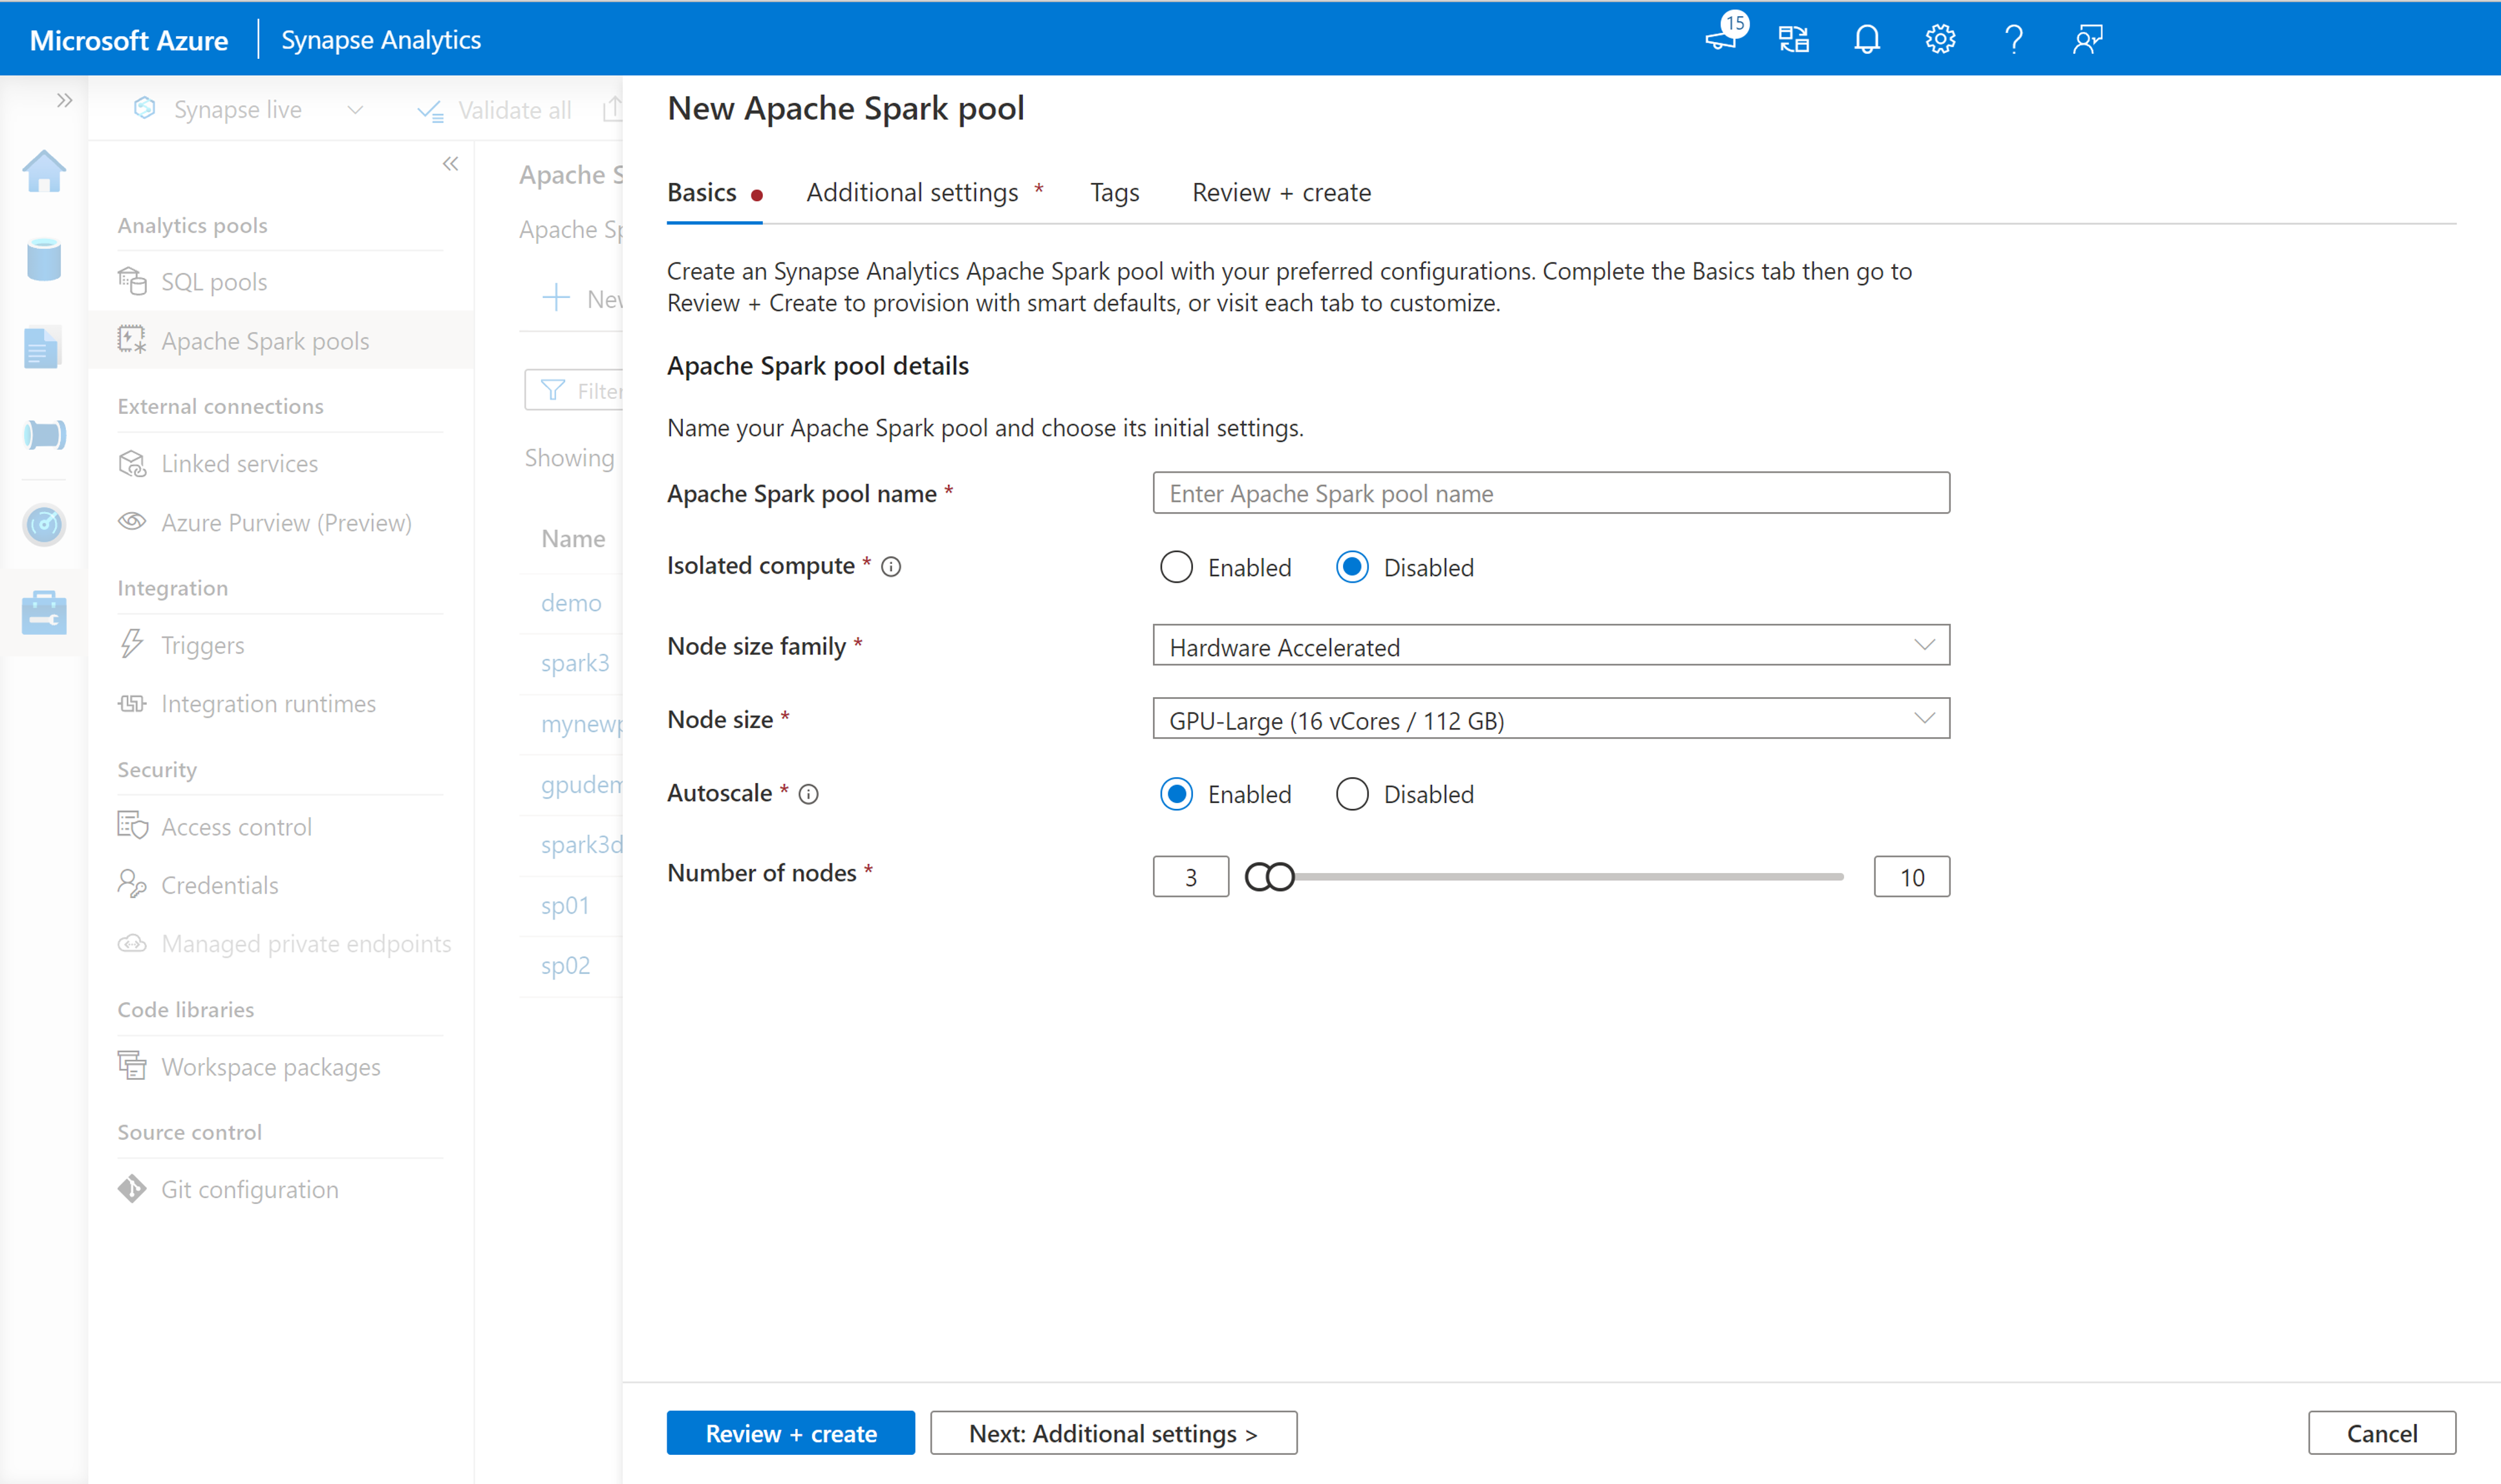 Microsoft Azure
Synapse Analytics
15
Synapse live
Validate all
Analytics pools
SQL pools
Apache Spark pools
External connections
Linked services
Azure Purview (Preview)
Integration
Triggers
Integration runtimes
Security
Access control
Credentials
Managed private endpoints
Code libraries
Workspace packages
Source control
Git configuration
Apache S
Apache Sp
New
Filter
Showing
Name
demo
spark3
mynewp
gpudem
spark3d
sp01
sp02
New Apache Spark pool
Basics
Additional settings *
Tags
Review + create
Create an Synapse Analytics Apache Spark pool with your preferred configurations. Complete the Basics tab then go to
Review + Create to provision with smart defaults, or visit each tab to customize.
Apache Spark pool details
Name your Apache Spark pool and choose its initial settings.
Apache Spark pool name *
Enter Apache Spark pool name
Isolated compute *
Enabled
Disabled
Node size family *
Hardware Accelerated
Node size *
GPU-Large (16 vCores / 112 GB)
Autoscale *
Enabled
Disabled
Number of nodes *
3
10
Review + create
Next: Additional settings >
Cancel